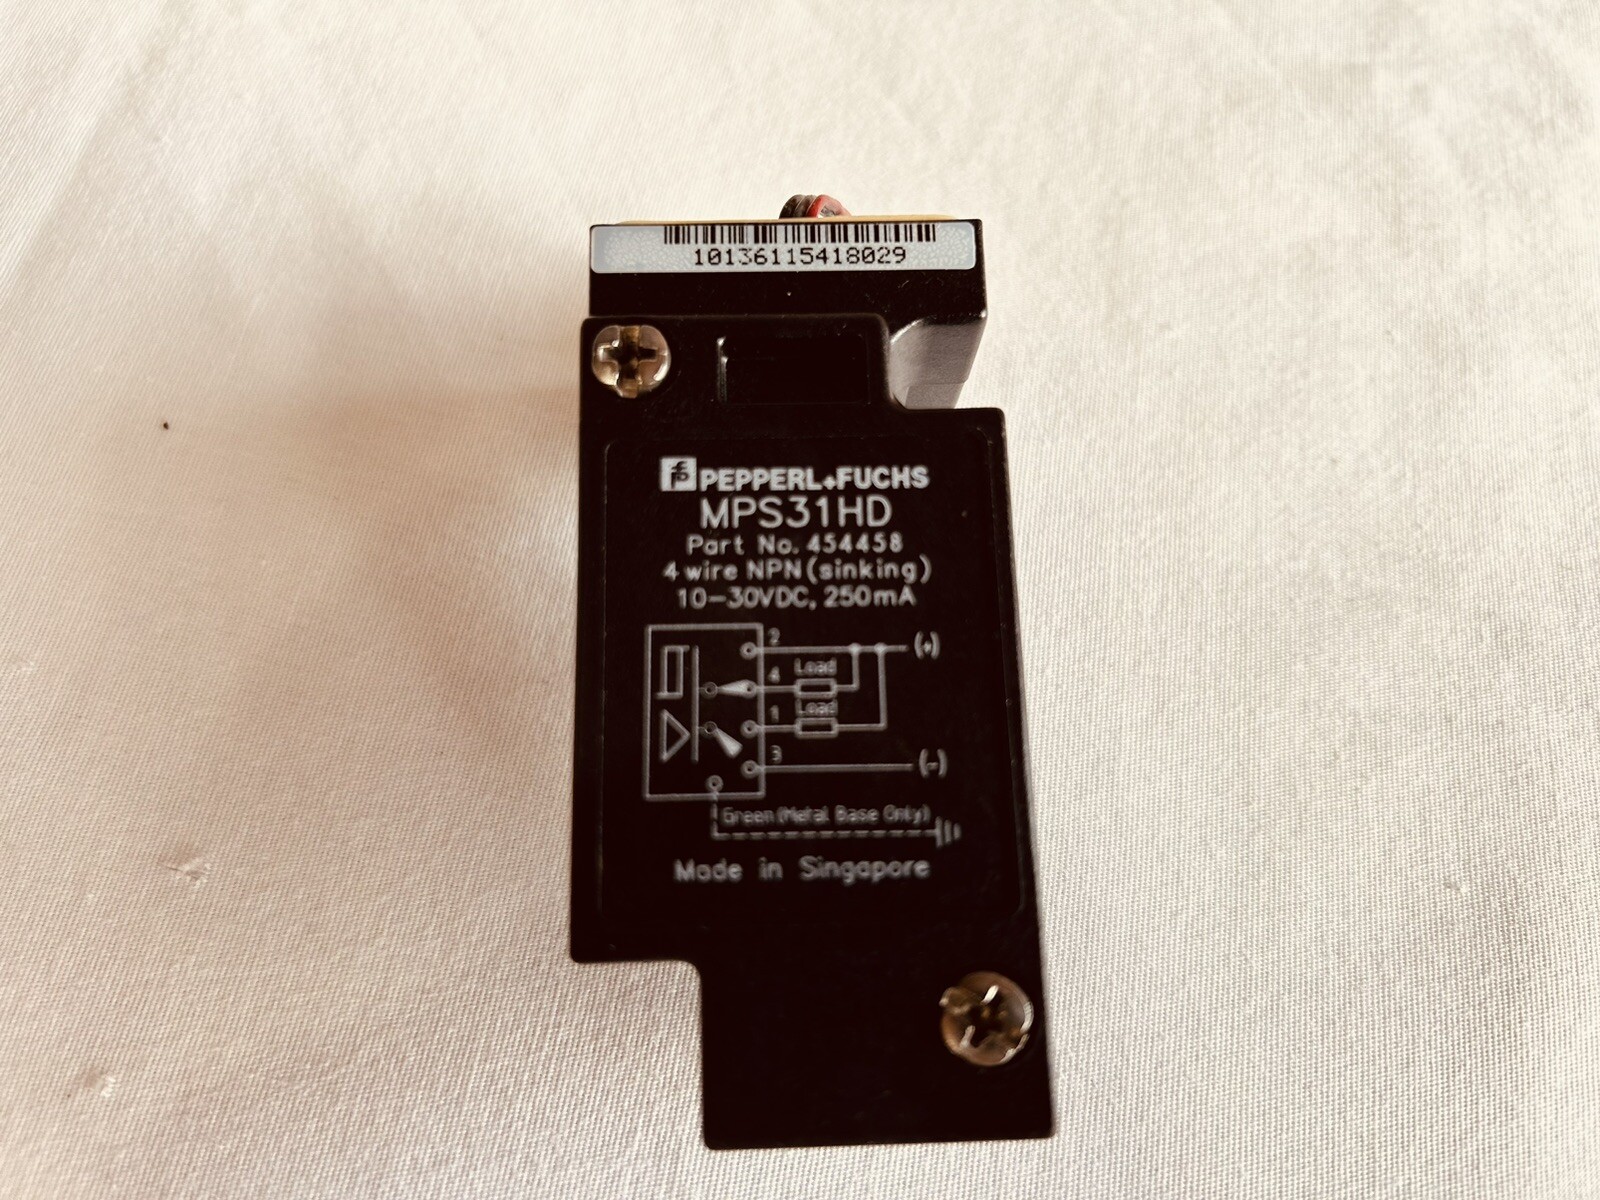 10136115418029
PEPPERL+FUCHS
MPS31HD
Part No. 454458
4 wire NPN (sinking)
10-30VDC, 250mA
2
(+)
Load
4
Load
1
3
(-)
Green (Metal Base Only)
Made in Singapore